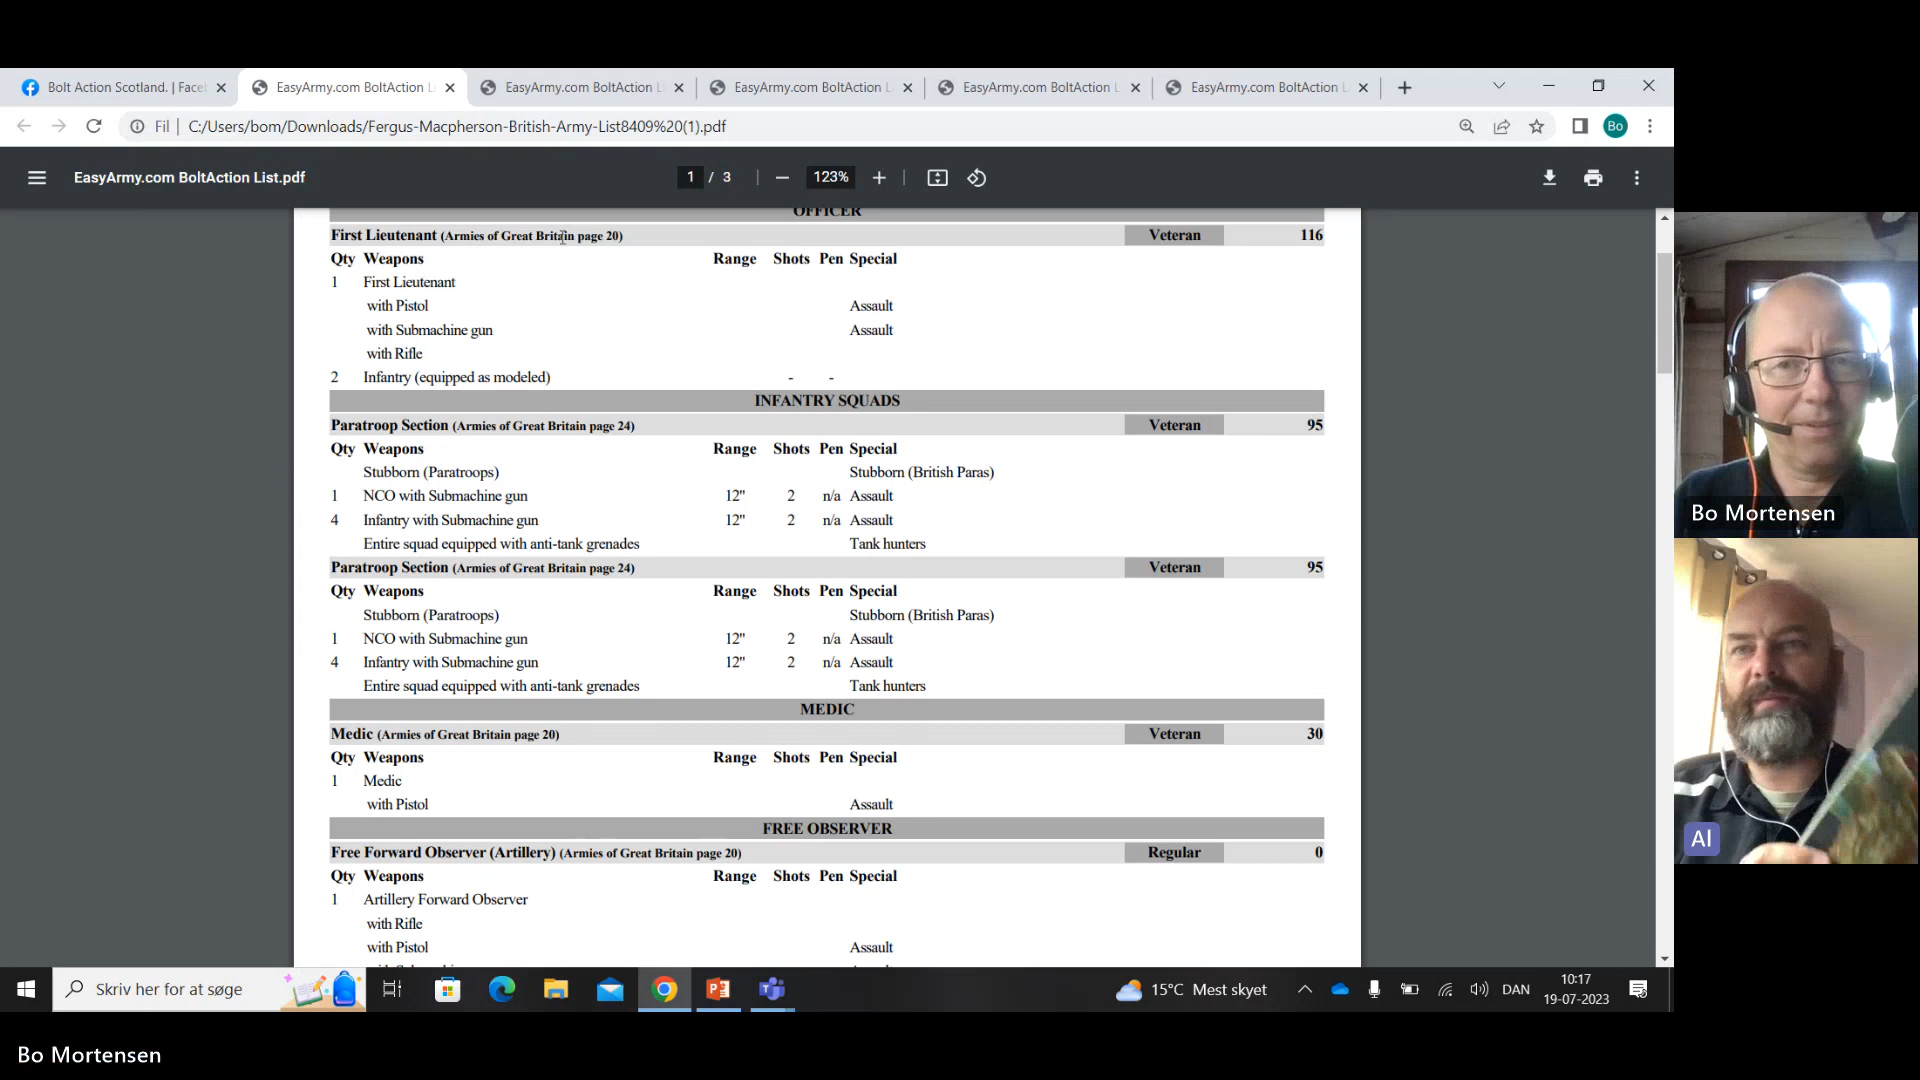 Bolt Action Scotland. | Face
EasyArmy.com BoltAction L
EasyArmy.com BoltAction L
EasyArmy.com BoltAction L
EasyArmy.com BoltAction L
EasyArmy.com BoltAction L
Fil | C:/Users/bom/Downloads/Fergus-Macpherson-British-Army-List8409%20(1).pdf
Bo
EasyArmy.com BoltAction List.pdf
1 / 3
123%
OFFICER
First Lieutenant (Armies of Great Britain page 20) Veteran 116
Qty Weapons Range Shots Pen Special
1 First Lieutenant
with Pistol Assault
with Submachine gun Assault
with Rifle
2 Infantry (equipped as modeled) - -
INFANTRY SQUADS
Paratroop Section (Armies of Great Britain page 24) Veteran 95
Qty Weapons Range Shots Pen Special
Stubborn (Paratroops) Stubborn (British Paras)
1 NCO with Submachine gun 12" 2 n/a Assault
4 Infantry with Submachine gun 12" 2 n/a Assault
Entire squad equipped with anti-tank grenades Tank hunters
Paratroop Section (Armies of Great Britain page 24) Veteran 95
Qty Weapons Range Shots Pen Special
Stubborn (Paratroops) Stubborn (British Paras)
1 NCO with Submachine gun 12" 2 n/a Assault
4 Infantry with Submachine gun 12" 2 n/a Assault
Entire squad equipped with anti-tank grenades Tank hunters
MEDIC
Medic (Armies of Great Britain page 20) Veteran 30
Qty Weapons Range Shots Pen Special
1 Medic
with Pistol Assault
FREE OBSERVER
Free Forward Observer (Artillery) (Armies of Great Britain page 20) Regular 0
Qty Weapons Range Shots Pen Special
1 Artillery Forward Observer
with Rifle
with Pistol Assault
Bo Mortensen
Al
Skriv her for at søge
15°C Mest skyet
DAN
10:17
19-07-2023
Bo Mortensen